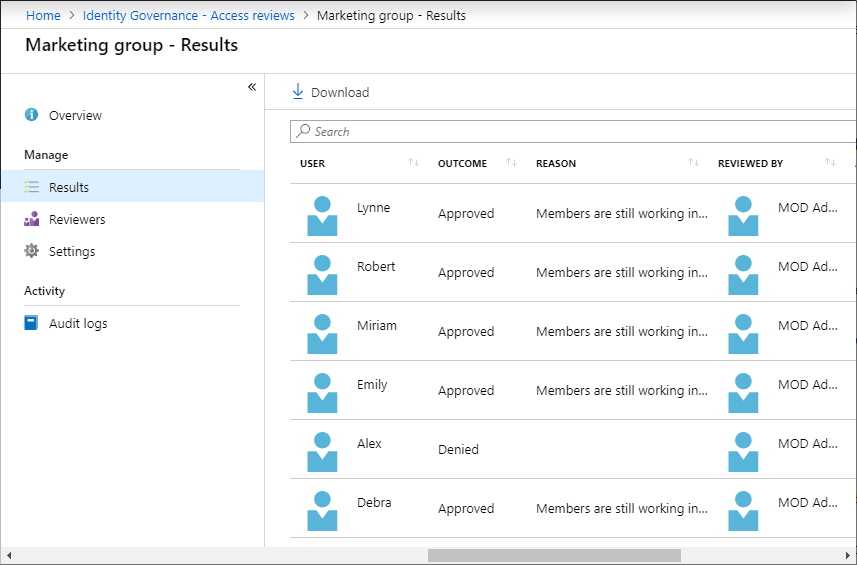 Home > Identity Governance - Access reviews > Marketing group - Results
Marketing group - Results
«
Overview
Manage
Results
Reviewers
Settings
Activity
Audit logs
Download
Search
USER OUTCOME REASON REVIEWED BY
Lynne Approved Members are still working in... MOD Ad...
Robert Approved Members are still working in... MOD Ad...
Miriam Approved Members are still working in... MOD Ad...
Emily Approved Members are still working in... MOD Ad...
Alex Denied MOD Ad...
Debra Approved Members are still working in... MOD Ad...